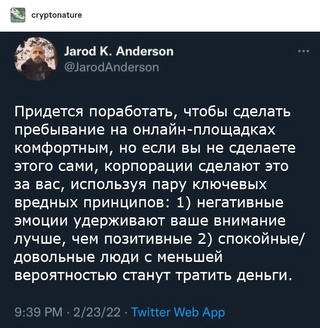 cryptonature
Jarod K. Anderson
@JarodAnderson
Придется поработать, чтобы сделать
пребывание на онлайн-площадках
комфортным, но если вы не сделаете
этого сами, корпорации сделают это
за вас, используя пару ключевых
вредных принципов: 1) негативные
эмоции удерживают ваше внимание
лучше, чем позитивные 2) спокойные/
довольные люди с меньшей
вероятностью станут тратить деньги.
9:39 PM · 2/23/22 · Twitter Web App